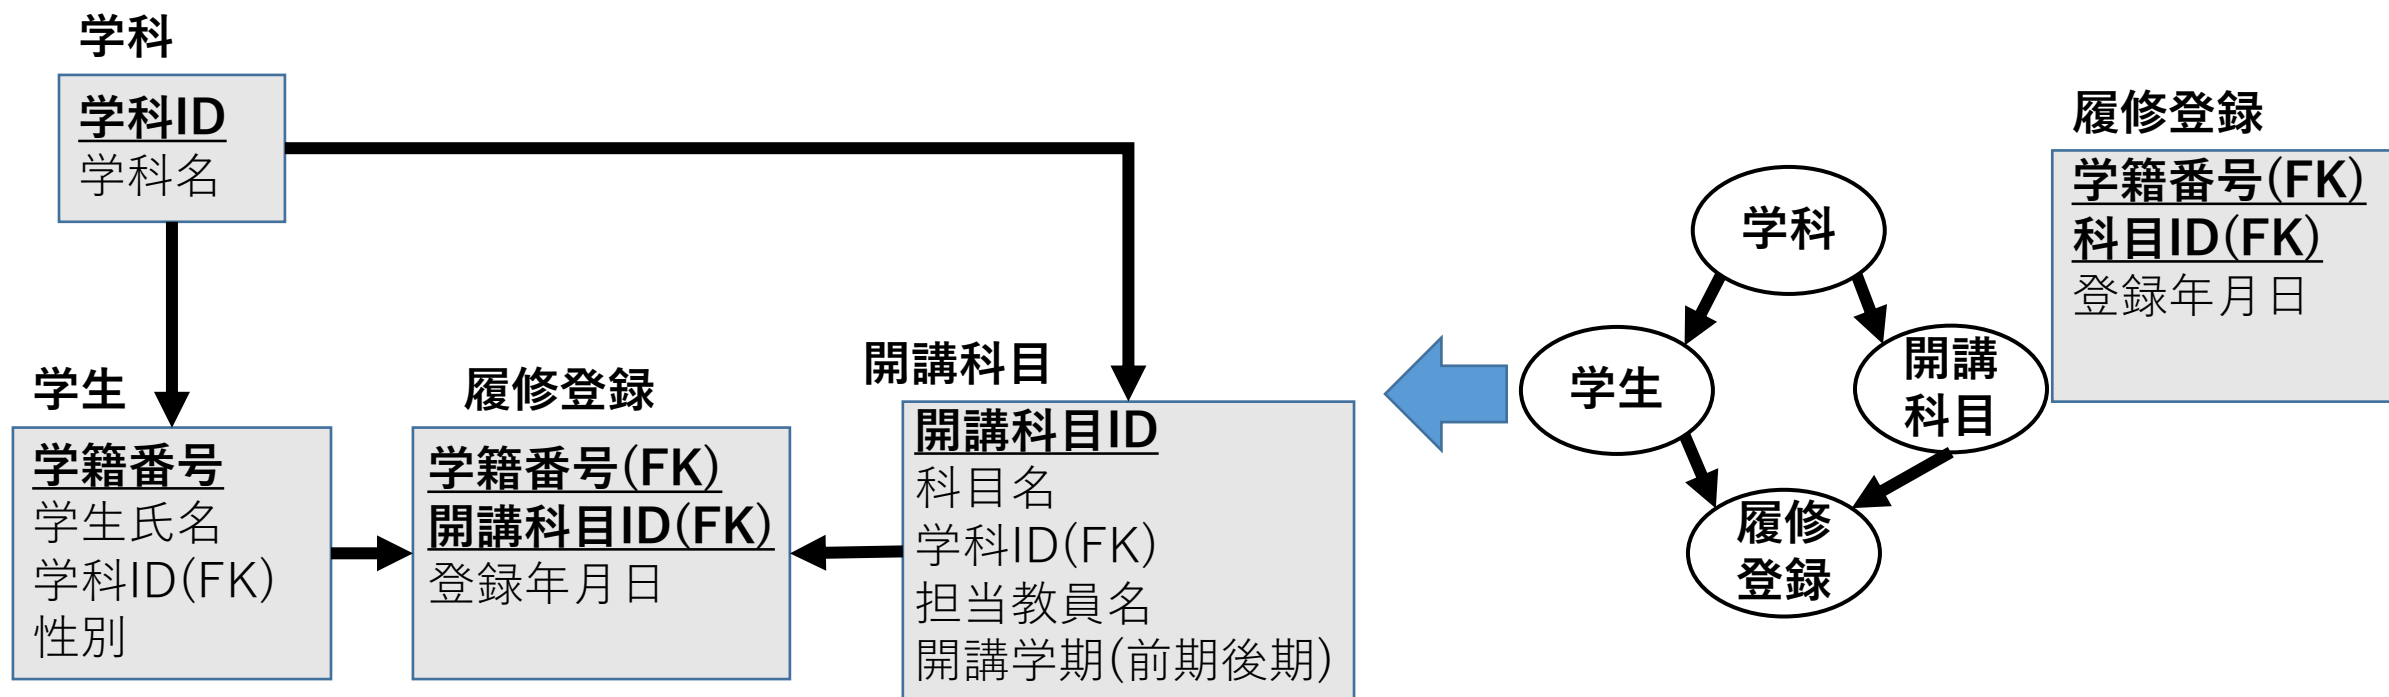 学科
学科ID
学科名
学生
学籍番号
学生氏名
学科ID(FK)
性別
履修登録
学籍番号(FK)
開講科目ID(FK)
登録年月日
開講科目
開講科目ID
科目名
学科ID(FK)
担当教員名
開講学期(前期後期)
学科
学生
開講
科目
履修
登録
履修登録
学籍番号(FK)
科目ID(FK)
登録年月日